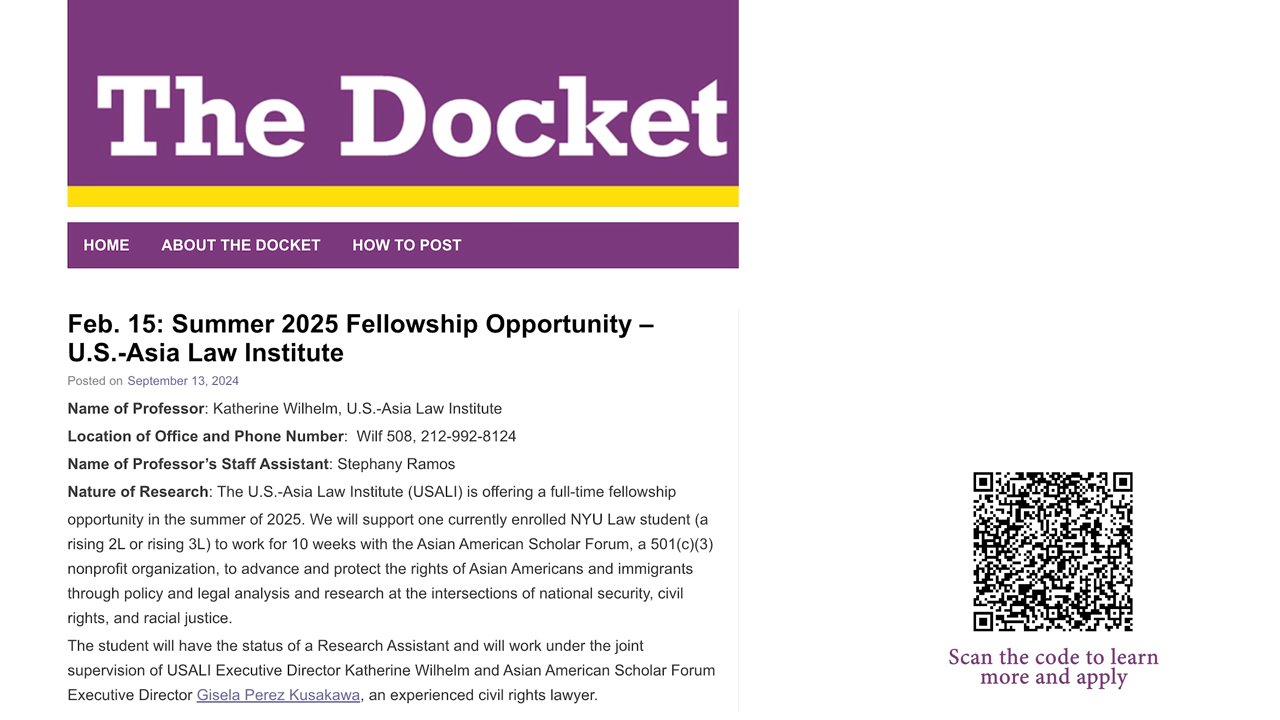 The Docket
HOME ABOUT THE DOCKET HOW TO POST
Feb. 15: Summer 2025 Fellowship Opportunity –
U.S.-Asia Law Institute
Posted on September 13, 2024
Name of Professor: Katherine Wilhelm, U.S.-Asia Law Institute
Location of Office and Phone Number:  Wilf 508, 212-992-8124
Name of Professor’s Staff Assistant: Stephany Ramos
Nature of Research: The U.S.-Asia Law Institute (USALI) is offering a full-time fellowship
opportunity in the summer of 2025. We will support one currently enrolled NYU Law student (a
rising 2L or rising 3L) to work for 10 weeks with the Asian American Scholar Forum, a 501(c)(3)
nonprofit organization, to advance and protect the rights of Asian Americans and immigrants
through policy and legal analysis and research at the intersections of national security, civil
rights, and racial justice.
The student will have the status of a Research Assistant and will work under the joint
supervision of USALI Executive Director Katherine Wilhelm and Asian American Scholar Forum
Executive Director Gisela Perez Kusakawa, an experienced civil rights lawyer.
Scan the code to learn
more and apply